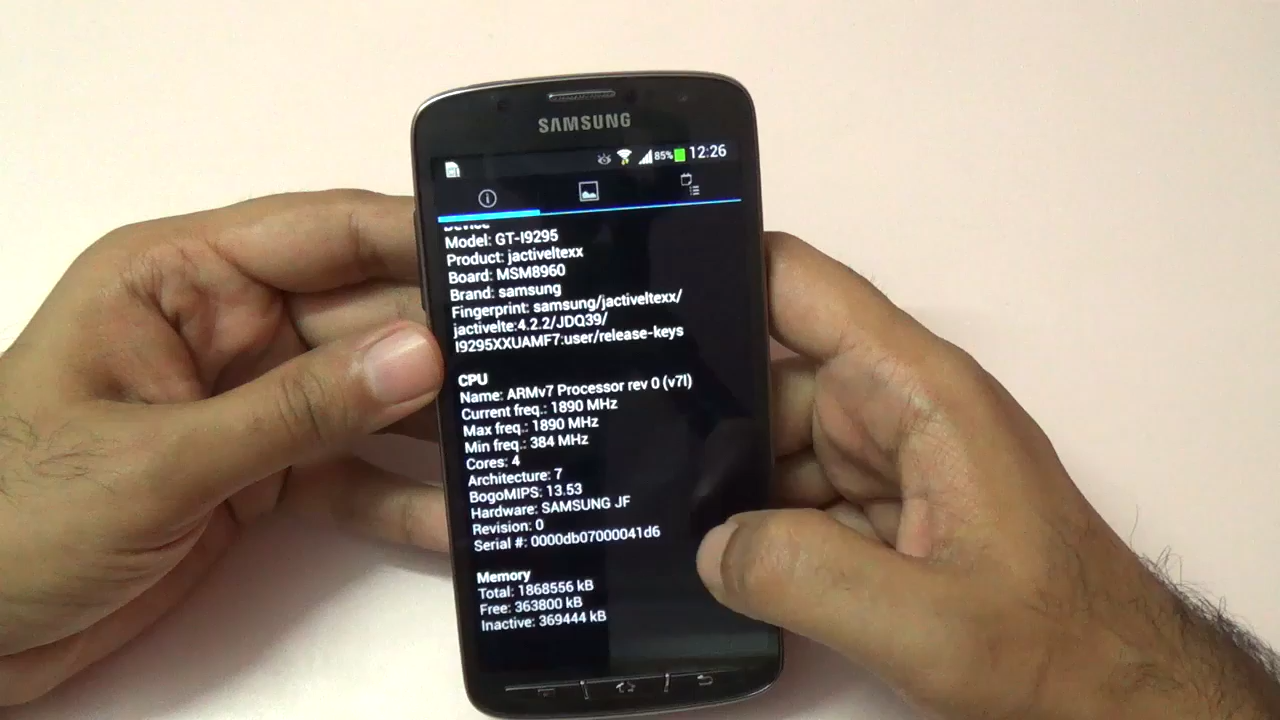 SAMSUNG
85% 12:26
Device
Model: GT-I9295
Product: jactiveltexx
Board: MSM8960
Brand: samsung
Fingerprint: samsung/jactiveltexx/
jactivelte:4.2.2/JDQ39/
I9295XXUAMF7:user/release-keys
CPU
Name: ARMv7 Processor rev 0 (v7l)
Current freq.: 1890 MHz
Max freq.: 1890 MHz
Min freq.: 384 MHz
Cores: 4
Architecture: 7
BogoMIPS: 13.53
Hardware: SAMSUNG JF
Revision: 0
Serial #: 0000db07000041d6
Memory
Total: 1868556 kB
Free: 363800 kB
Inactive: 369444 kB